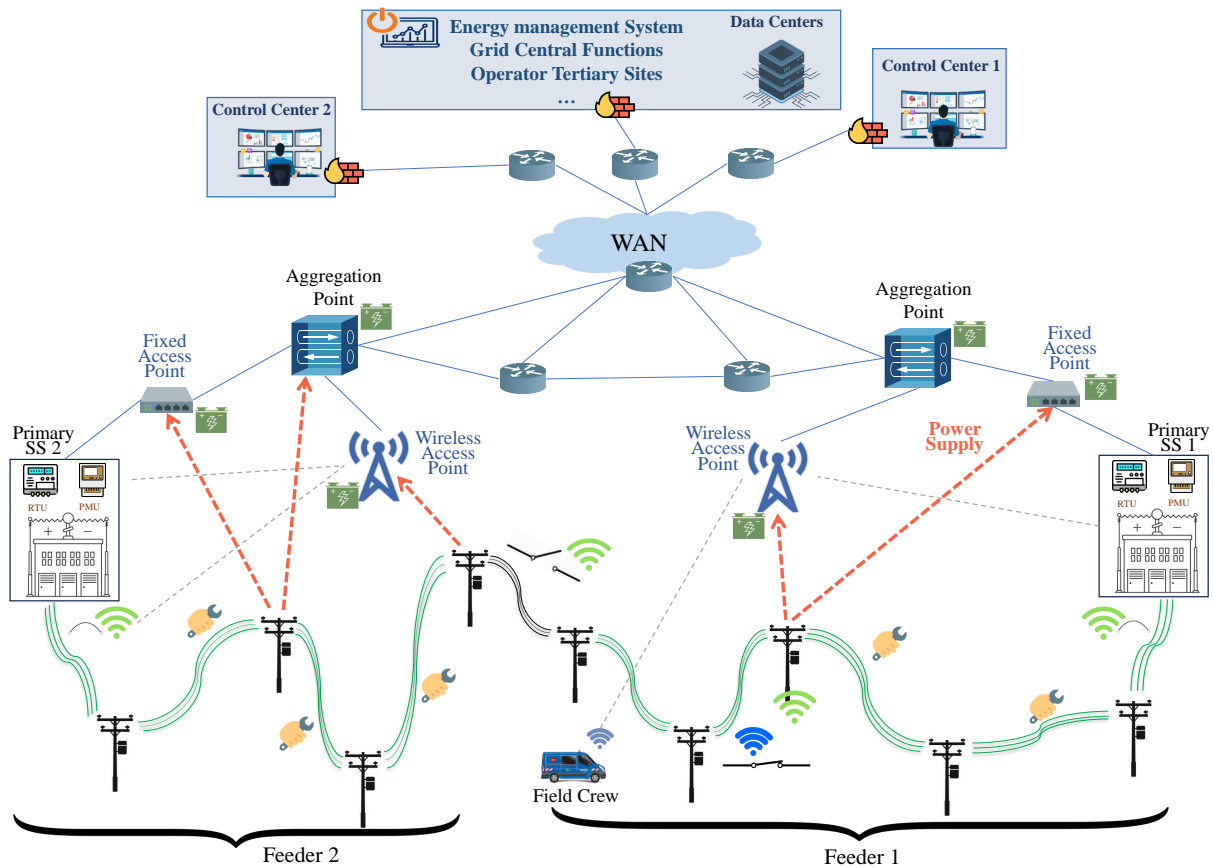 Energy management System
Grid Central Functions
Operator Tertiary Sites
...
Data Centers
Control Center 1
Control Center 2
WAN
Aggregation
Point
Aggregation
Point
Fixed
Access
Point
Fixed
Access
Point
Primary
SS 2
RTU
PMU
Wireless
Access
Point
Wireless
Access
Point
Power
Supply
Primary
SS 1
RTU
PMU
Field Crew
Feeder 2
Feeder 1